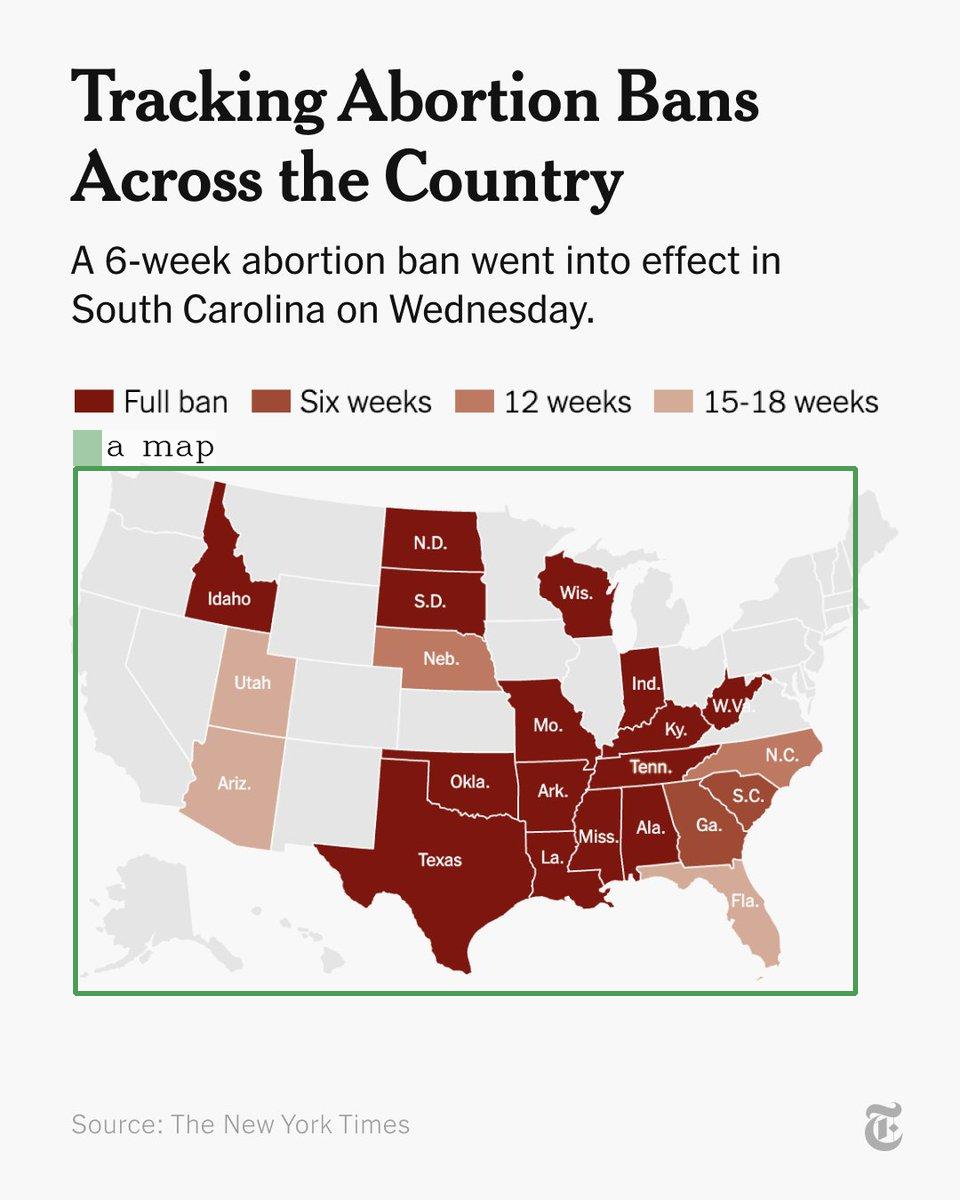 Tracking Abortion Bans
Across the Country
A 6-week abortion ban went into effect in
South Carolina on Wednesday.
Full ban Six weeks 12 weeks 15-18 weeks
a map
N.D.
Idaho
S.D.
Wis.
Utah
Neb.
Ind.
W.Va.
Mo.
Ky.
N.C.
Ariz.
Okla.
Ark.
Tenn.
S.C.
Texas
La.
Miss.
Ala.
Ga.
Fla.
Source: The New York Times
T